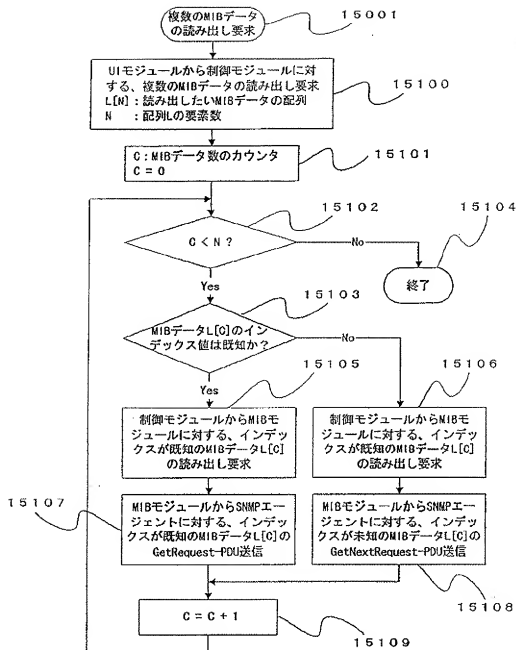 複数のMIBデータ
の読み出し要求
15001
UIモジュールから制御モジュールに対
する、複数のMIBデータの読み出し要求
L[N]：読み出したいMIBデータの配列
N ：配列Lの要素数
15100
C：MIBデータ数のカウンタ
C = 0
15101
15102
C < N ?
No
15104
終了
Yes
15103
MIBデータL[C]のイン
デックス値は既知か？
No
Yes
15105
15106
制御モジュールからMIBモ
ジュールに対する、インデッ
クスが既知のMIBデータL[C]
の読み出し要求
制御モジュールからMIBモ
ジュールに対する、インデッ
クスが既知のMIBデータL[C]
の読み出し要求
15107
MIBモジュールからSNMPエー
ジェントに対する、インデッ
クスが既知のMIBデータL[C]の
GetRequest-PDU送信
MIBモジュールからSNMPエー
ジェントに対する、インデッ
クスが未知のMIBデータL[C]の
GetNextRequest-PDU送信
15108
C = C + 1
15109